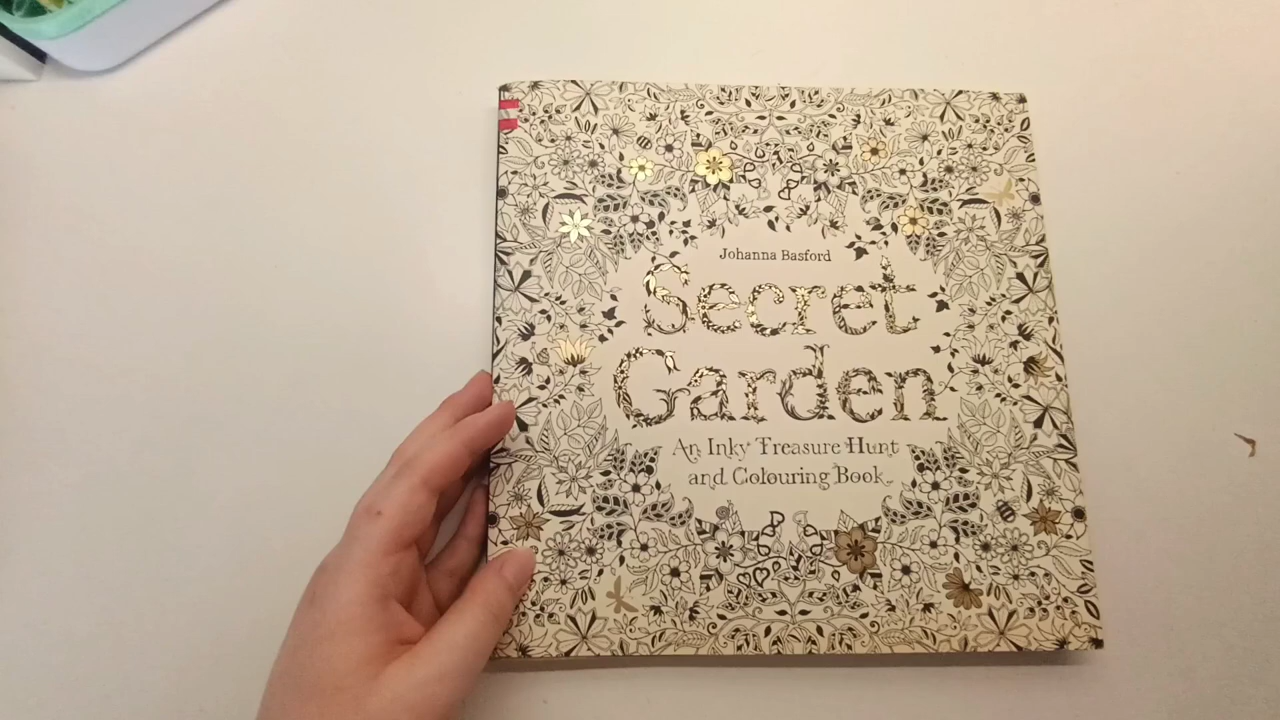 Johanna Basford
Secret
Garden
An Inky Treasure Hunt
and Colouring Book